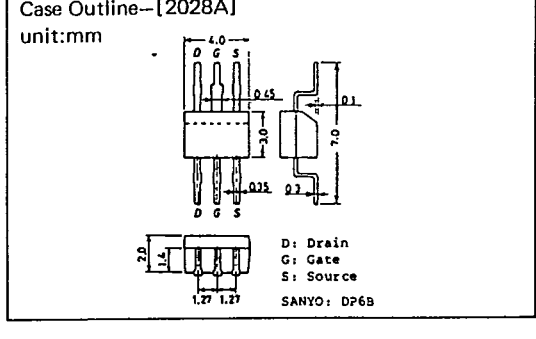 Case Outline–[2028A]
unit:mm
4.0
D G S
0.45
3.0
0.1
7.0
0.35
0.3
D G S
2.0
1.4
1.27 1.27
D: Drain
G: Gate
S: Source
SANYO: DP6B